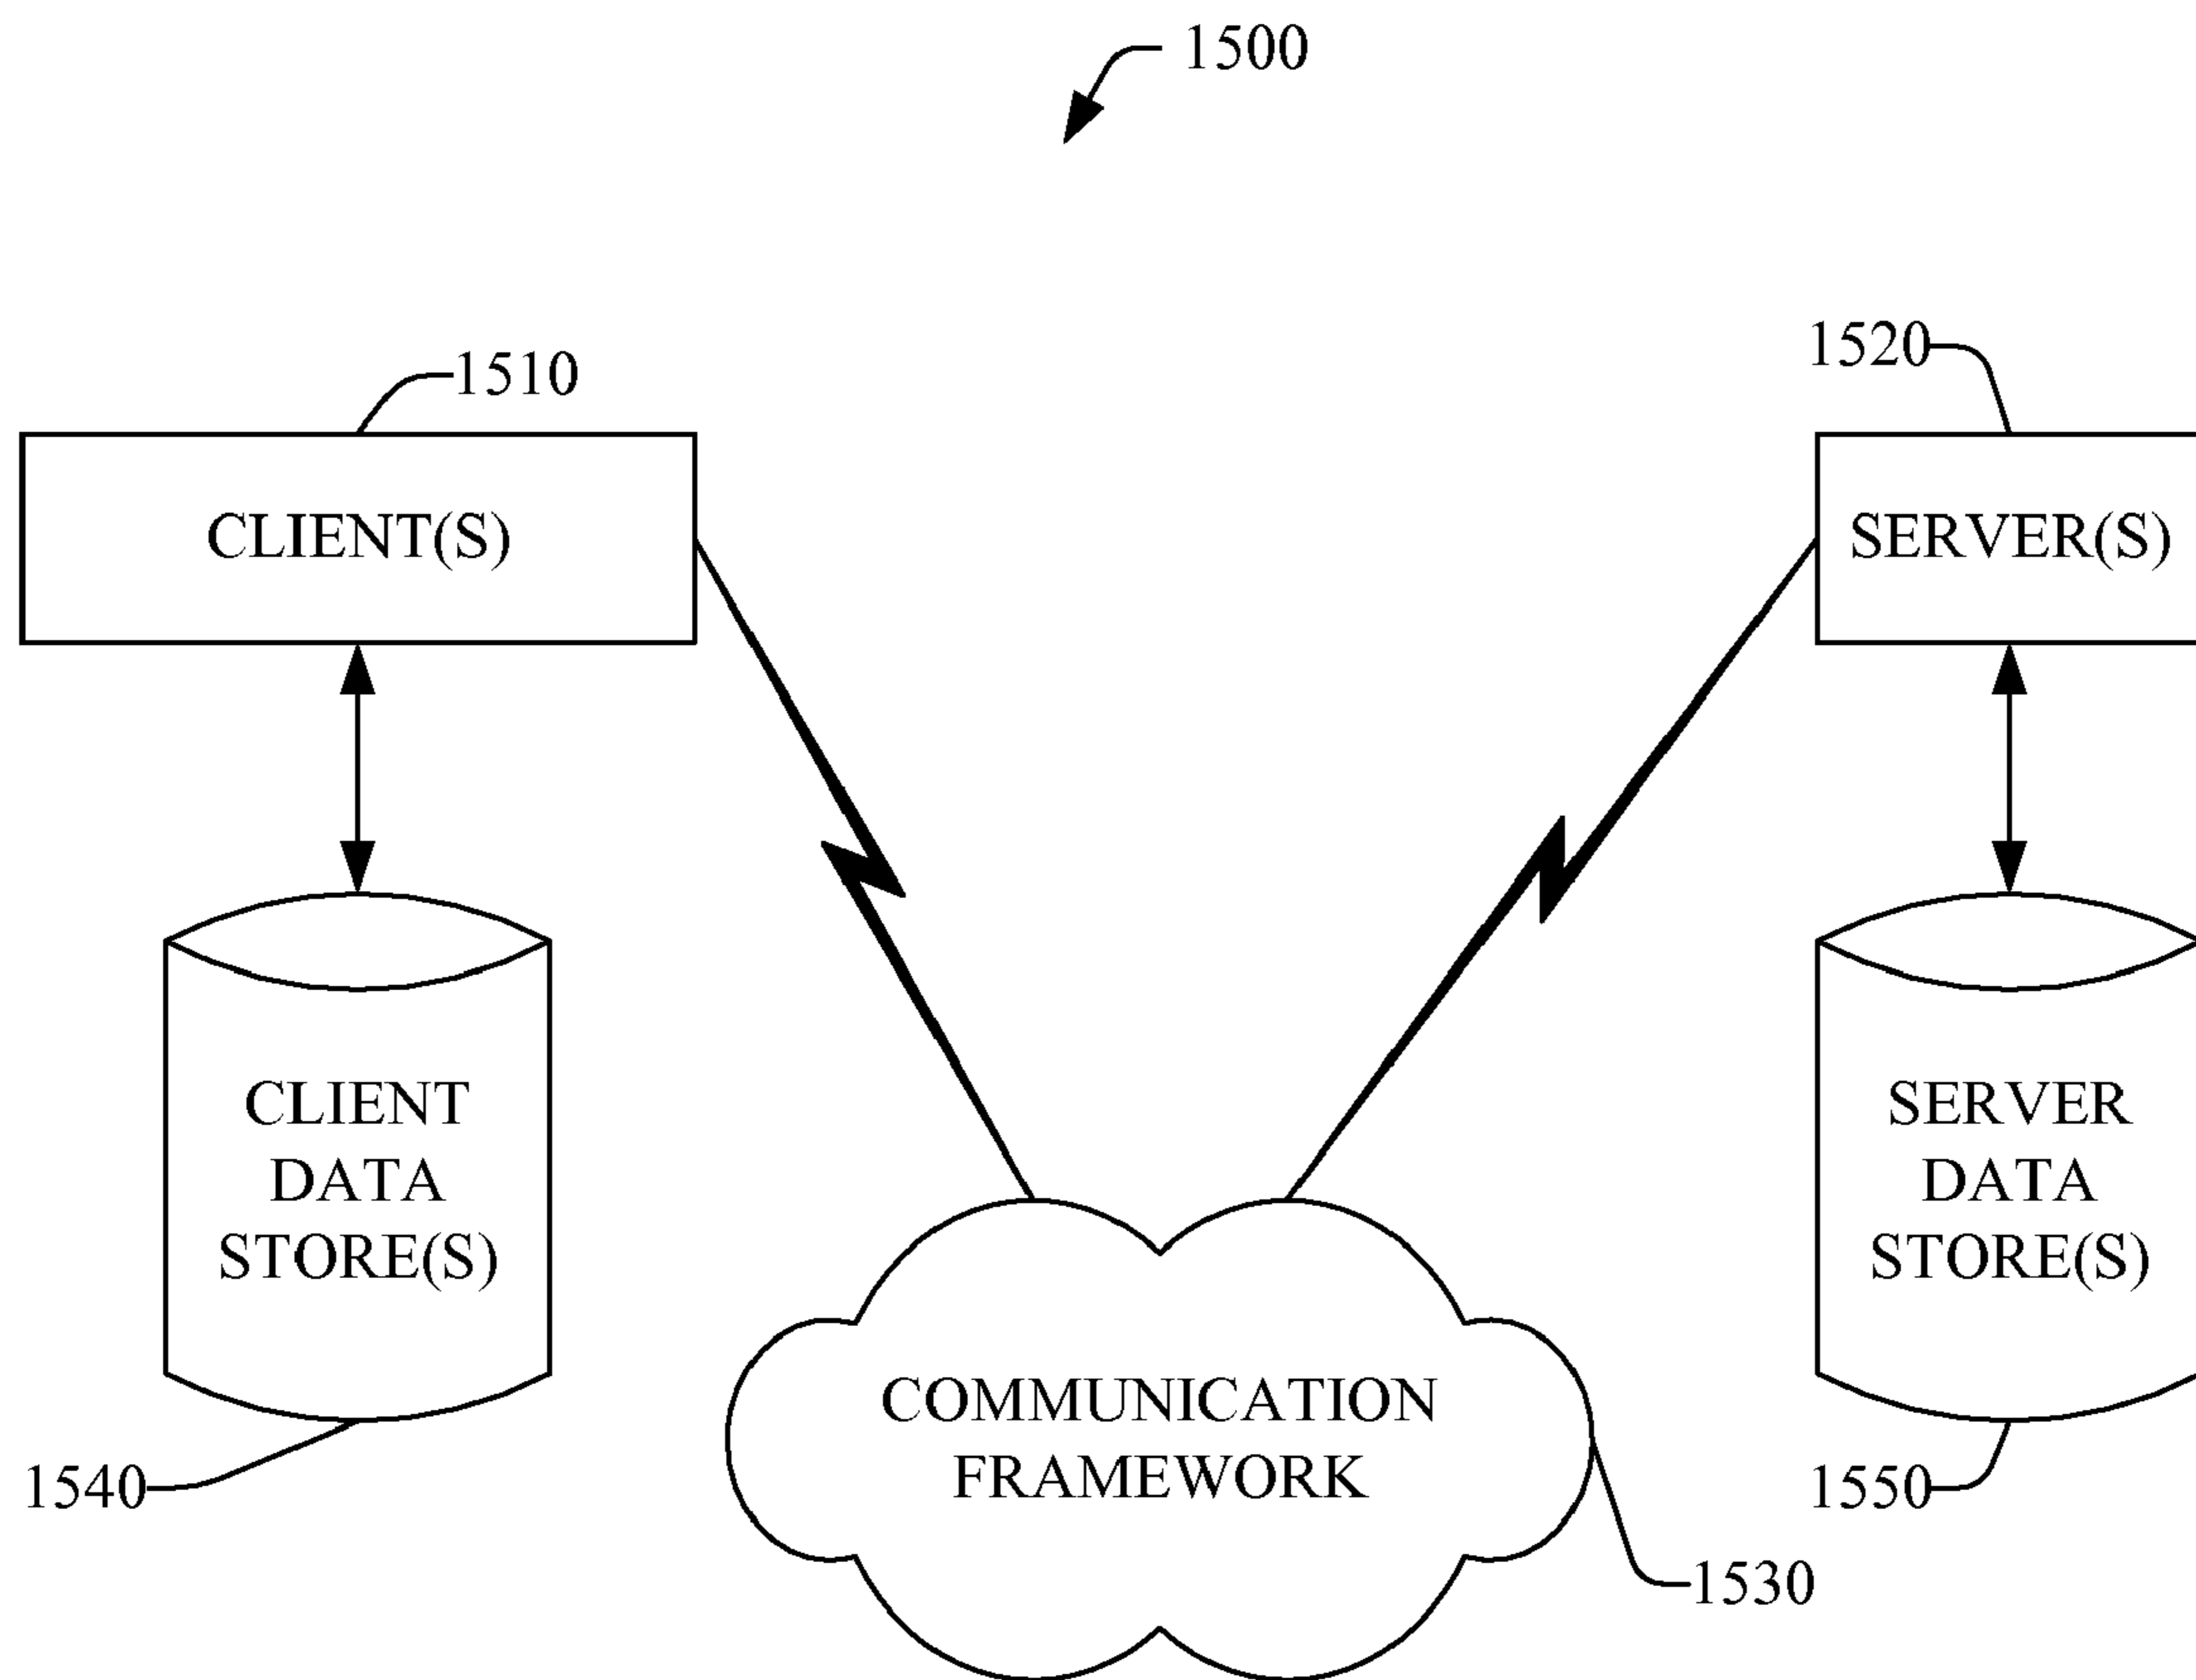 1500
1510
1520
CLIENT(S)
SERVER(S)
CLIENT
DATA
STORE(S)
SERVER
DATA
STORE(S)
COMMUNICATION
FRAMEWORK
1540
1550
1530